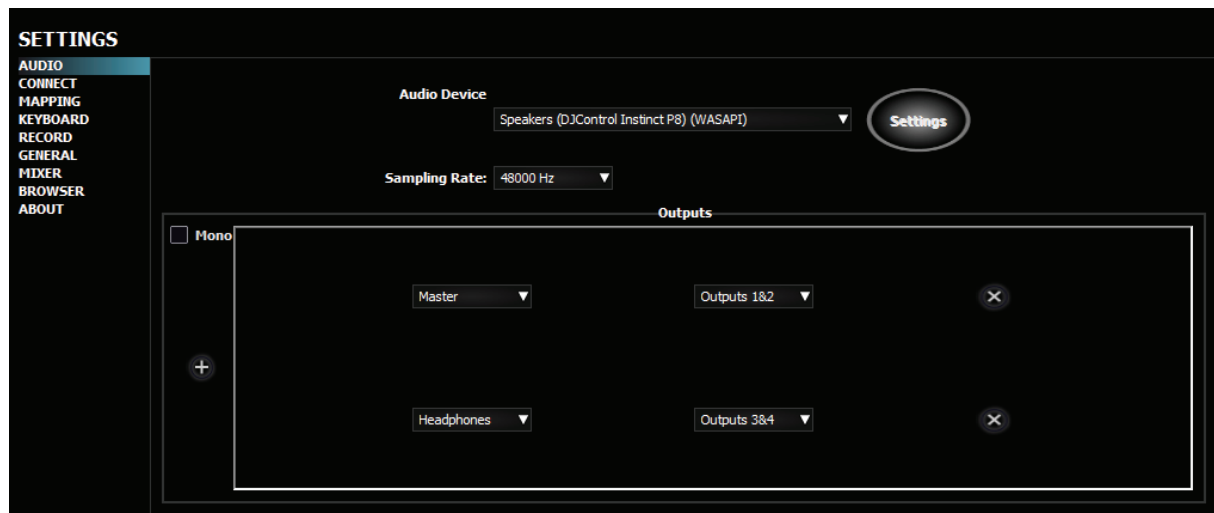 SETTINGS
AUDIO
CONNECT
MAPPING
KEYBOARD
RECORD
GENERAL
MIXER
BROWSER
ABOUT
Audio Device
Speakers (DJControl Instinct P8) (WASAPI)
Settings
Sampling Rate: 48000 Hz
Outputs
Mono
Master Outputs 1&2
Headphones Outputs 3&4